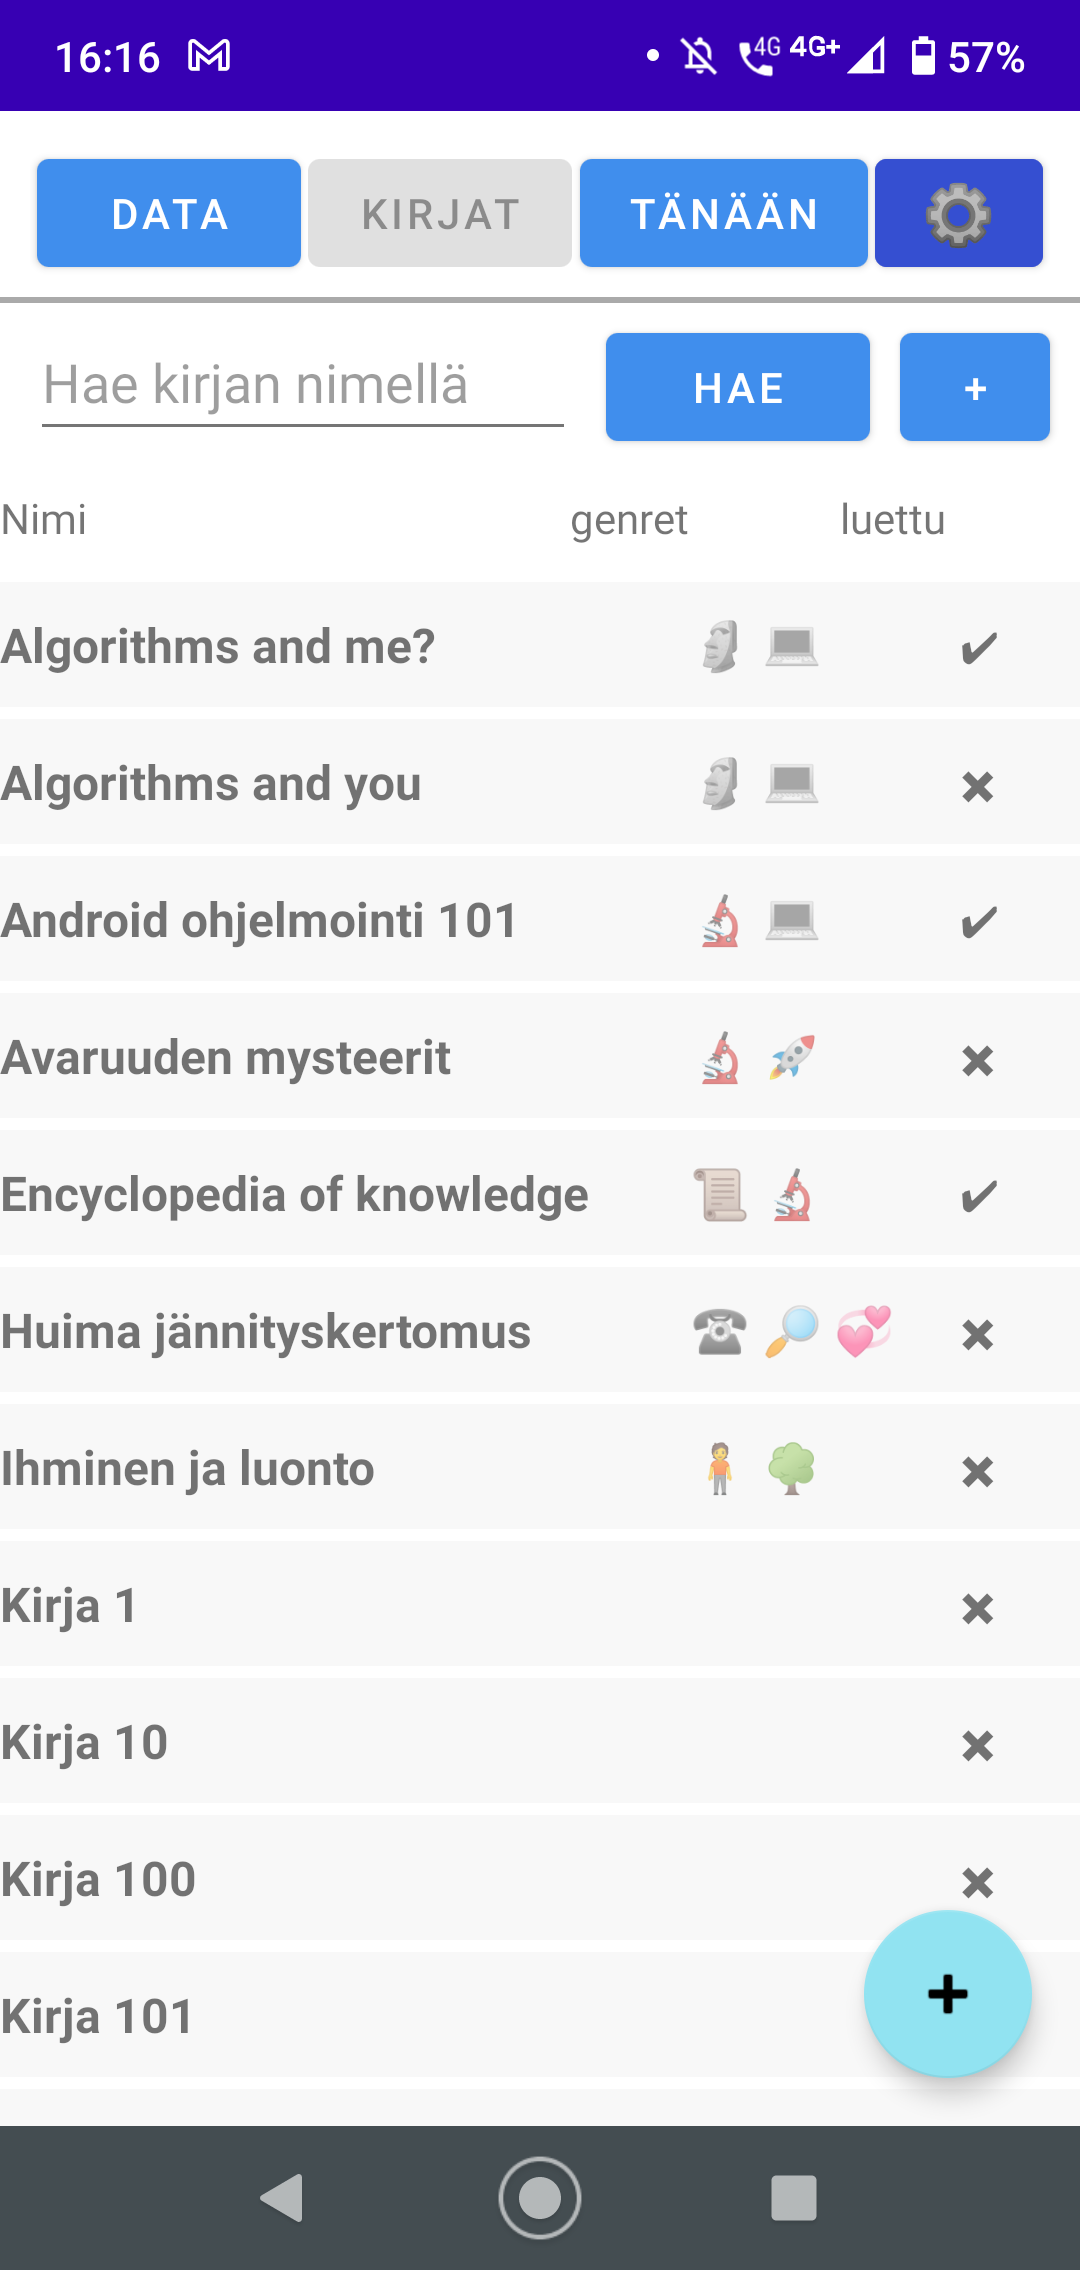 16:16 4G 4G+ 57%
DATA KIRJAT TÄNÄÄN
Hae kirjan nimellä HAE +
Nimi genret luettu
Algorithms and me? ✔
Algorithms and you ✖
Android ohjelmointi 101 ✔
Avaruuden mysteerit ✖
Encyclopedia of knowledge ✔
Huima jännityskertomus ✖
Ihminen ja luonto ✖
Kirja 1 ✖
Kirja 10 ✖
Kirja 100 ✖
Kirja 101
+